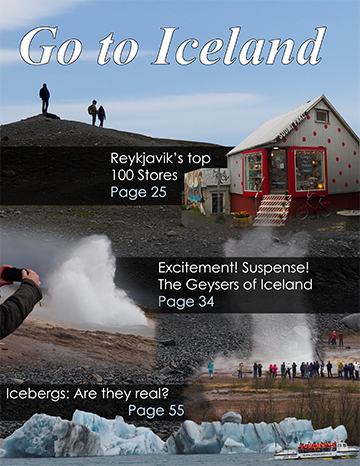 Go to Iceland
Reykjavik's top
100 Stores
Page 25
Excitement! Suspense!
The Geysers of Iceland
Page 34
Icebergs: Are they real?
Page 55